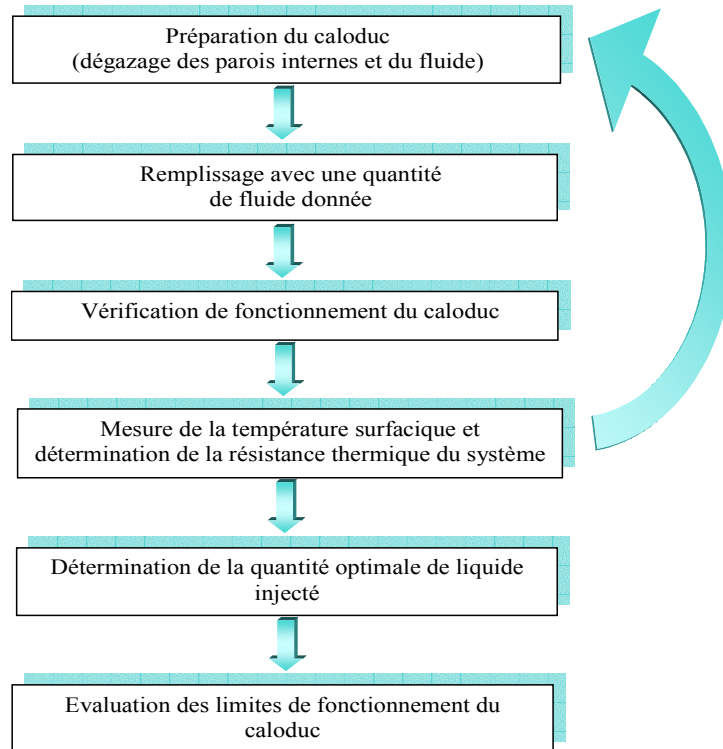 Préparation du caloduc
(dégazage des parois internes et du fluide)
Remplissage avec une quantité
de fluide donnée
Vérification de fonctionnement du caloduc
Mesure de la température surfacique et
détermination de la résistance thermique du système
Détermination de la quantité optimale de liquide
injecté
Evaluation des limites de fonctionnement du
caloduc